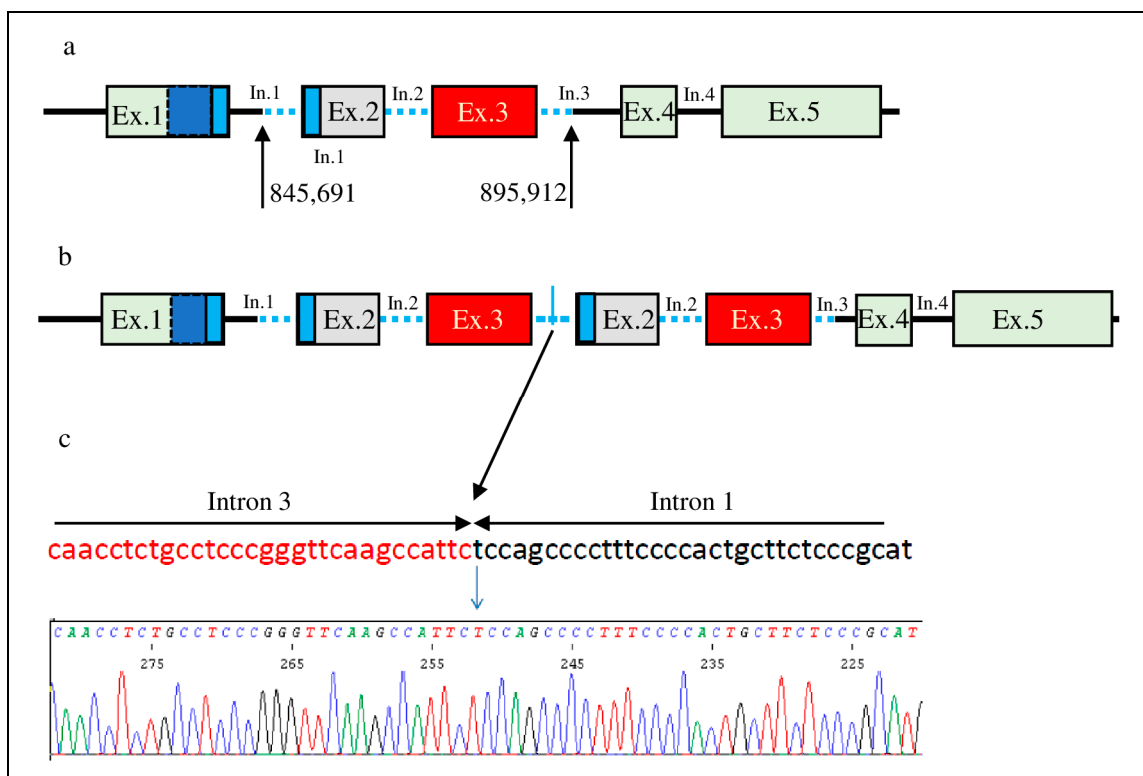 a
Ex.1 In.1 Ex.2 In.2 Ex.3 In.3 Ex.4 In.4 Ex.5
In.1
845,691 895,912
b
Ex.1 In.1 Ex.2 In.2 Ex.3 Ex.2 In.2 Ex.3 In.3 Ex.4 In.4 Ex.5
c
Intron 3 Intron 1
caacctctgcctcccgggttcaagccattctccagcccctttccccactgcttctcccgcat
CAACCTCTGCCTCCCGGGTTCAAGCCATTCTCCAGCCCCTTTCCCCACTGCTTCTCCCGCAT
275 265 255 245 235 225